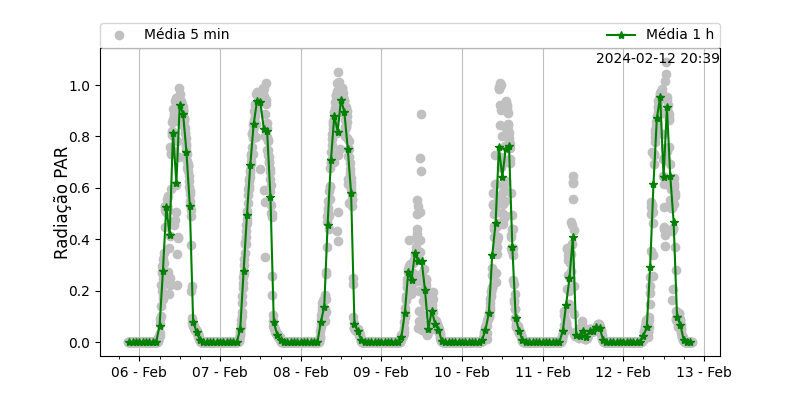 Média 5 min
Média 1 h
2024-02-12 20:39
Radiação PAR
1.0
0.8
0.6
0.4
0.2
0.0
06 - Feb
07 - Feb
08 - Feb
09 - Feb
10 - Feb
11 - Feb
12 - Feb
13 - Feb